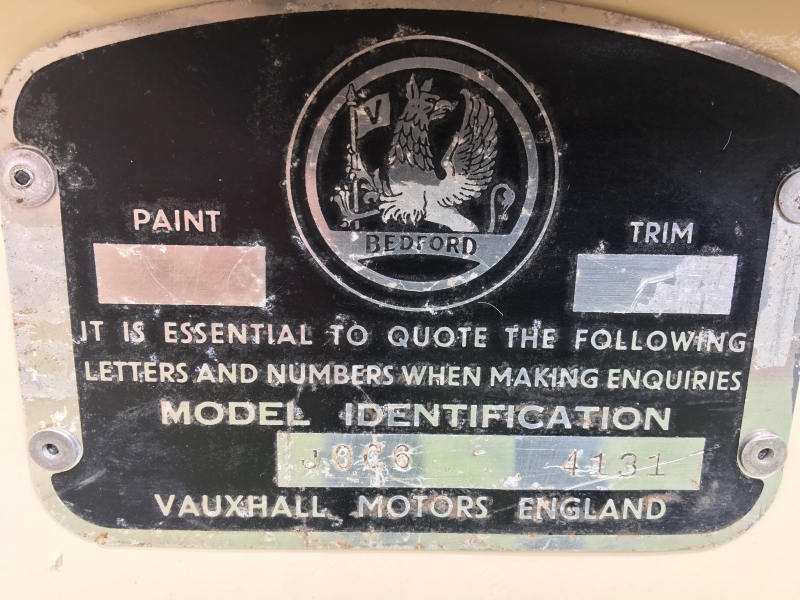 V
BEDFORD
PAINT
TRIM
IT IS ESSENTIAL TO QUOTE THE FOLLOWING
LETTERS AND NUMBERS WHEN MAKING ENQUIRIES
MODEL IDENTIFICATION
4131
VAUXHALL MOTORS ENGLAND